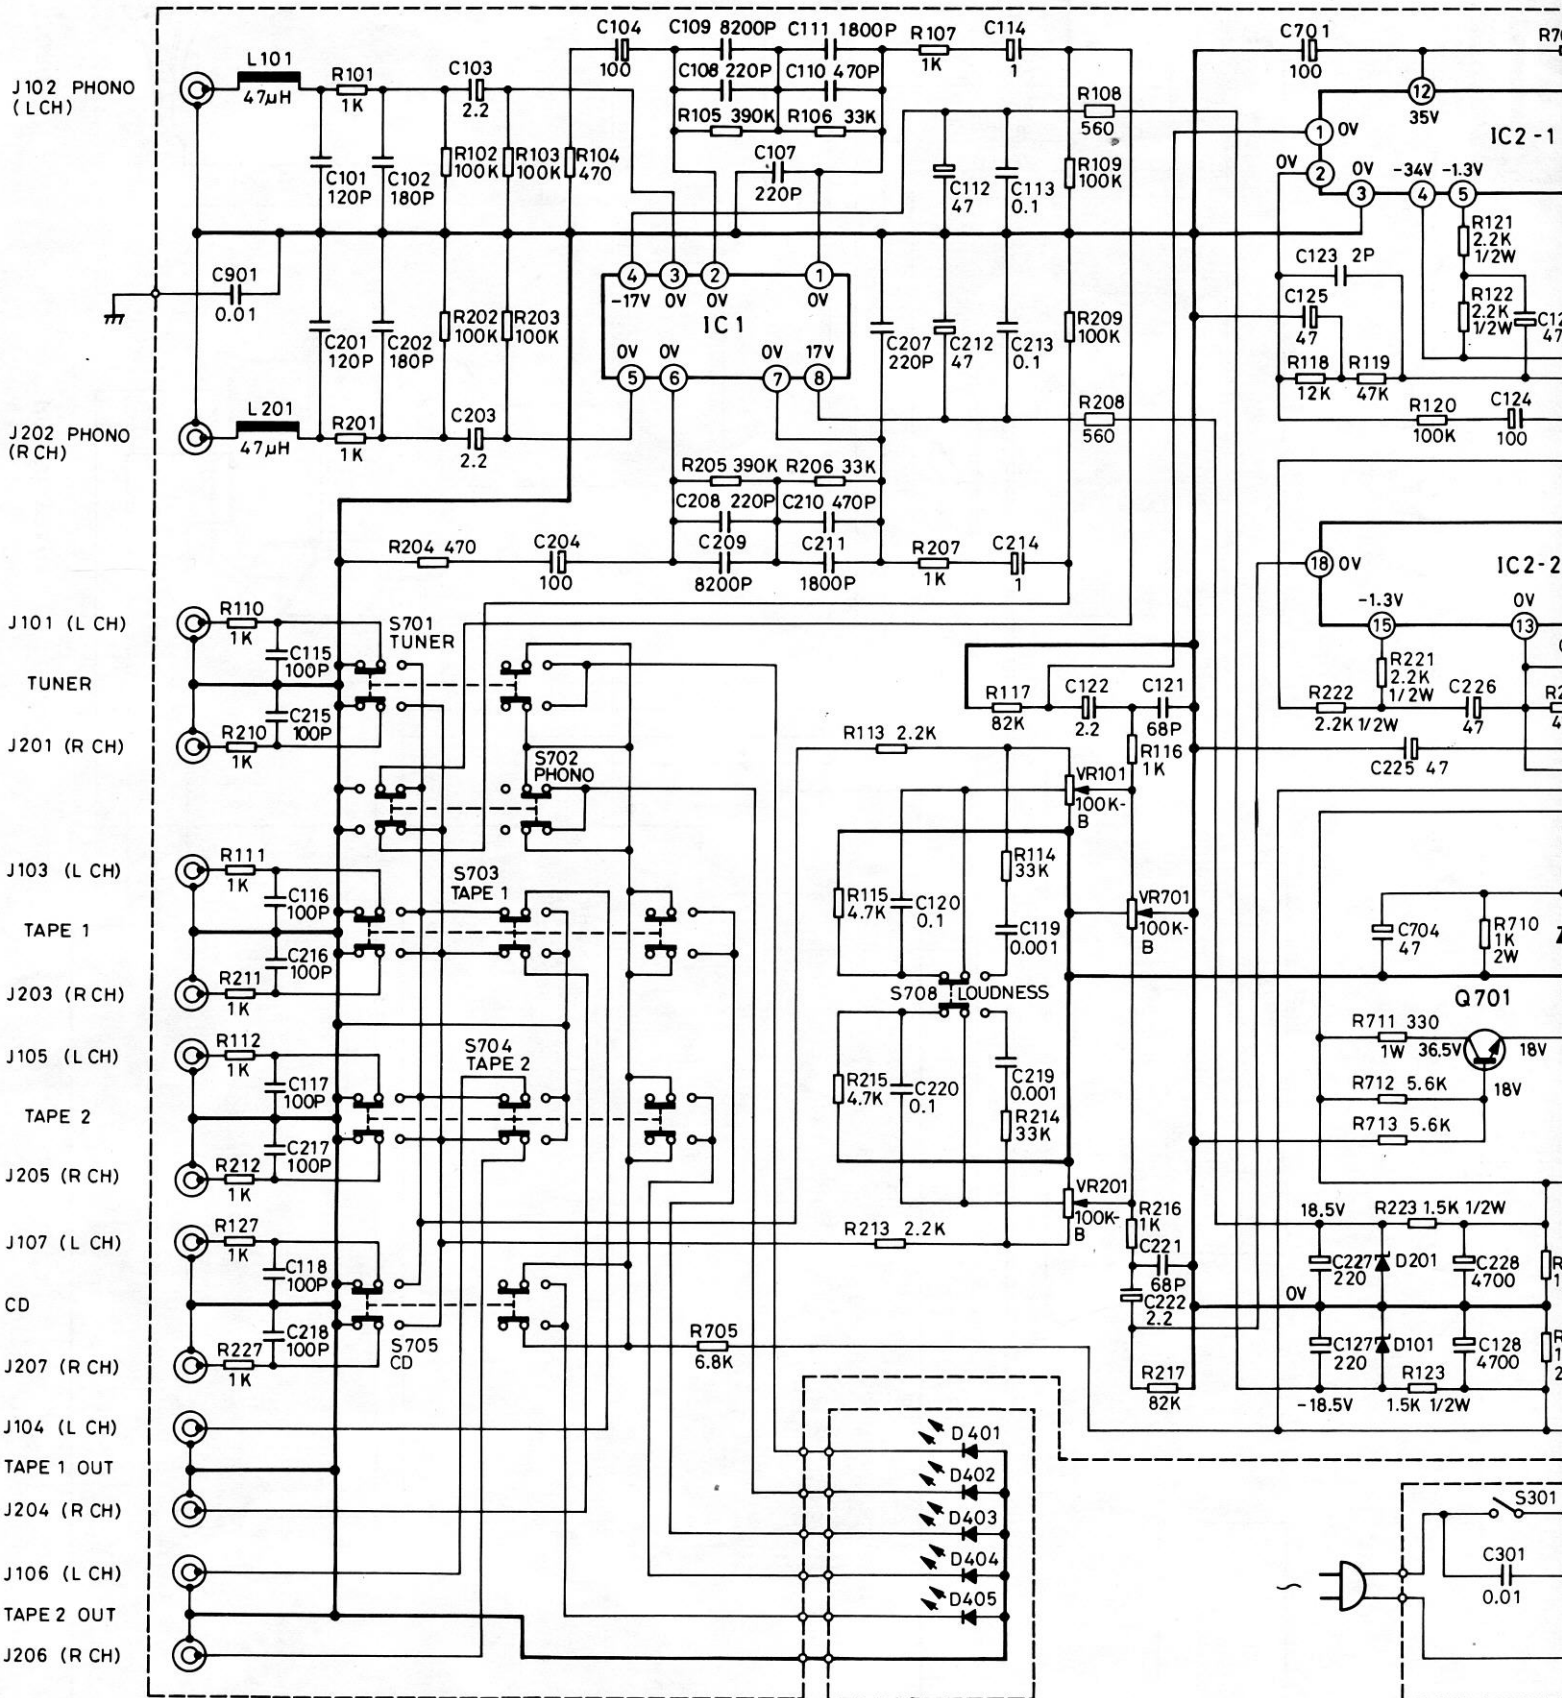 C104
100
C109 8200P
C111 1800P
R107
1K
C114
1
C701
100
R70
J102 PHONO
(L CH)
L101
47μH
R101
1K
C103
2.2
C108 220P
C110 470P
R105 390K
R106 33K
R108
560
12
35V
1
0V
IC2-1
C101
120P
C102
180P
R102
100K
R103
100K
R104
470
C107
220P
C112
47
C113
0.1
R109
100K
0V
2
0V
3
-34V
4
-1.3V
5
R121
2.2K
1/2W
C123 2P
C901
0.01
4
-17V
3
0V
2
0V
1
0V
IC1
C125
47
R122
2.2K
1/2W
C12
47
C201
120P
C202
180P
R202
100K
R203
100K
0V
5
0V
6
0V
7
17V
8
C207
220P
C212
47
C213
0.1
R209
100K
R118
12K
R119
47K
J202 PHONO
(R CH)
L201
47μH
R201
1K
C203
2.2
R208
560
R120
100K
C124
100
R205 390K
R206 33K
C208 220P
C210 470P
R204 470
C204
100
C209
8200P
C211
1800P
R207
1K
C214
1
18
0V
IC2-2
-1.3V
15
0V
13
J101 (L CH)
R110
1K
C115
100P
S701
TUNER
TUNER
R117
82K
C122
2.2
C121
68P
R221
2.2K
1/2W
R222
2.2K 1/2W
C226
47
R2
4
J201 (R CH)
R210
1K
C215
100P
S702
PHONO
R113 2.2K
R116
1K
C225 47
VR101
100K-
B
J103 (L CH)
R111
1K
C116
100P
S703
TAPE 1
R114
33K
TAPE 1
R115
4.7K
C120
0.1
C119
0.001
VR701
100K-
B
C704
47
R710
1K
2W
Z
C216
100P
J203 (R CH)
R211
1K
S708 LOUDNESS
Q701
J105 (L CH)
R112
1K
C117
100P
S704
TAPE 2
R711 330
1W
36.5V
18V
TAPE 2
R215
4.7K
C220
0.1
C219
0.001
R214
33K
R712 5.6K
18V
R713 5.6K
C217
100P
J205 (R CH)
R212
1K
VR201
100K-
B
R213 2.2K
R216
1K
18.5V
R223 1.5K 1/2W
J107 (L CH)
R127
1K
C118
100P
C221
68P
C222
2.2
C227
220
D201
C228
4700
R
1
CD
0V
C218
100P
J207 (R CH)
R227
1K
S705
CD
R705
6.8K
C127
220
D101
C128
4700
R
1
2
R217
82K
-18.5V
R123
1.5K 1/2W
J104 (L CH)
TAPE 1 OUT
J204 (R CH)
D401
D402
D403
D404
D405
S301
C301
0.01
J106 (L CH)
TAPE 2 OUT
J206 (R CH)